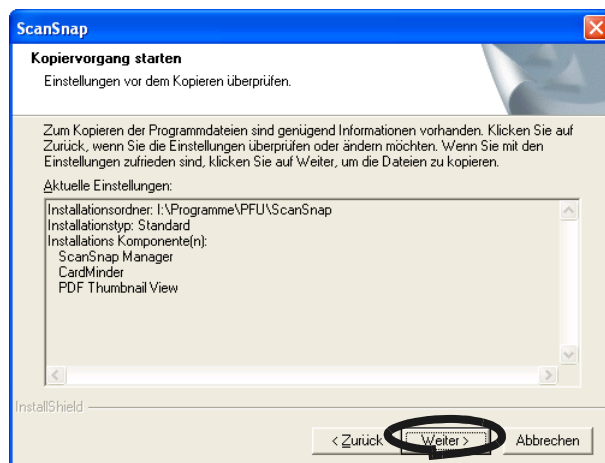 ScanSnap
Kopiervorgang starten
Einstellungen vor dem Kopieren überprüfen.
Zum Kopieren der Programmdateien sind genügend Informationen vorhanden. Klicken Sie auf
Zurück, wenn Sie die Einstellungen überprüfen oder ändern möchten. Wenn Sie mit den
Einstellungen zufrieden sind, klicken Sie auf Weiter, um die Dateien zu kopieren.
Aktuelle Einstellungen:
Installationsordner: I:\Programme\PFU\ScanSnap
Installationstyp: Standard
Installations Komponente(n):
ScanSnap Manager
CardMinder
PDF Thumbnail View
InstallShield
< Zurück Weiter > Abbrechen